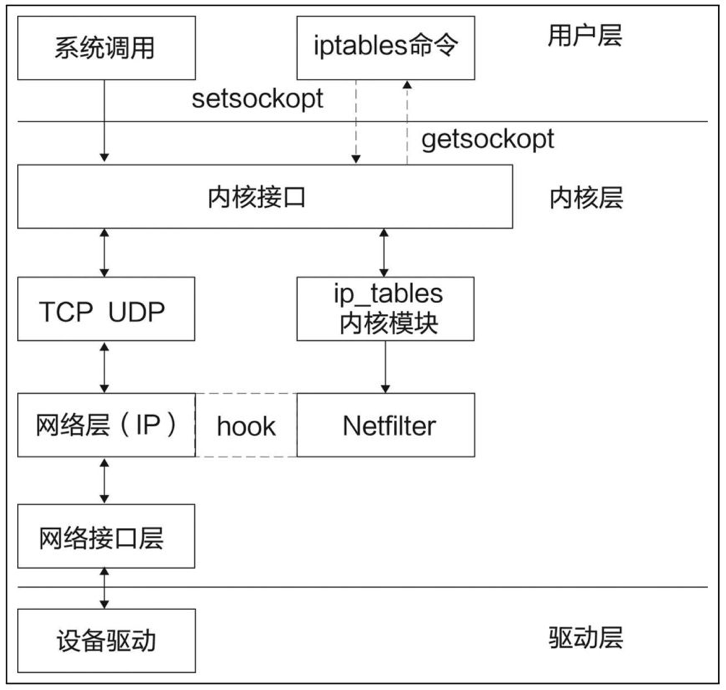 系统调用
iptables命令
用户层
setsockopt
getsockopt
内核接口
内核层
TCP UDP
ip_tables
内核模块
网络层（IP）
hook
Netfilter
网络接口层
设备驱动
驱动层